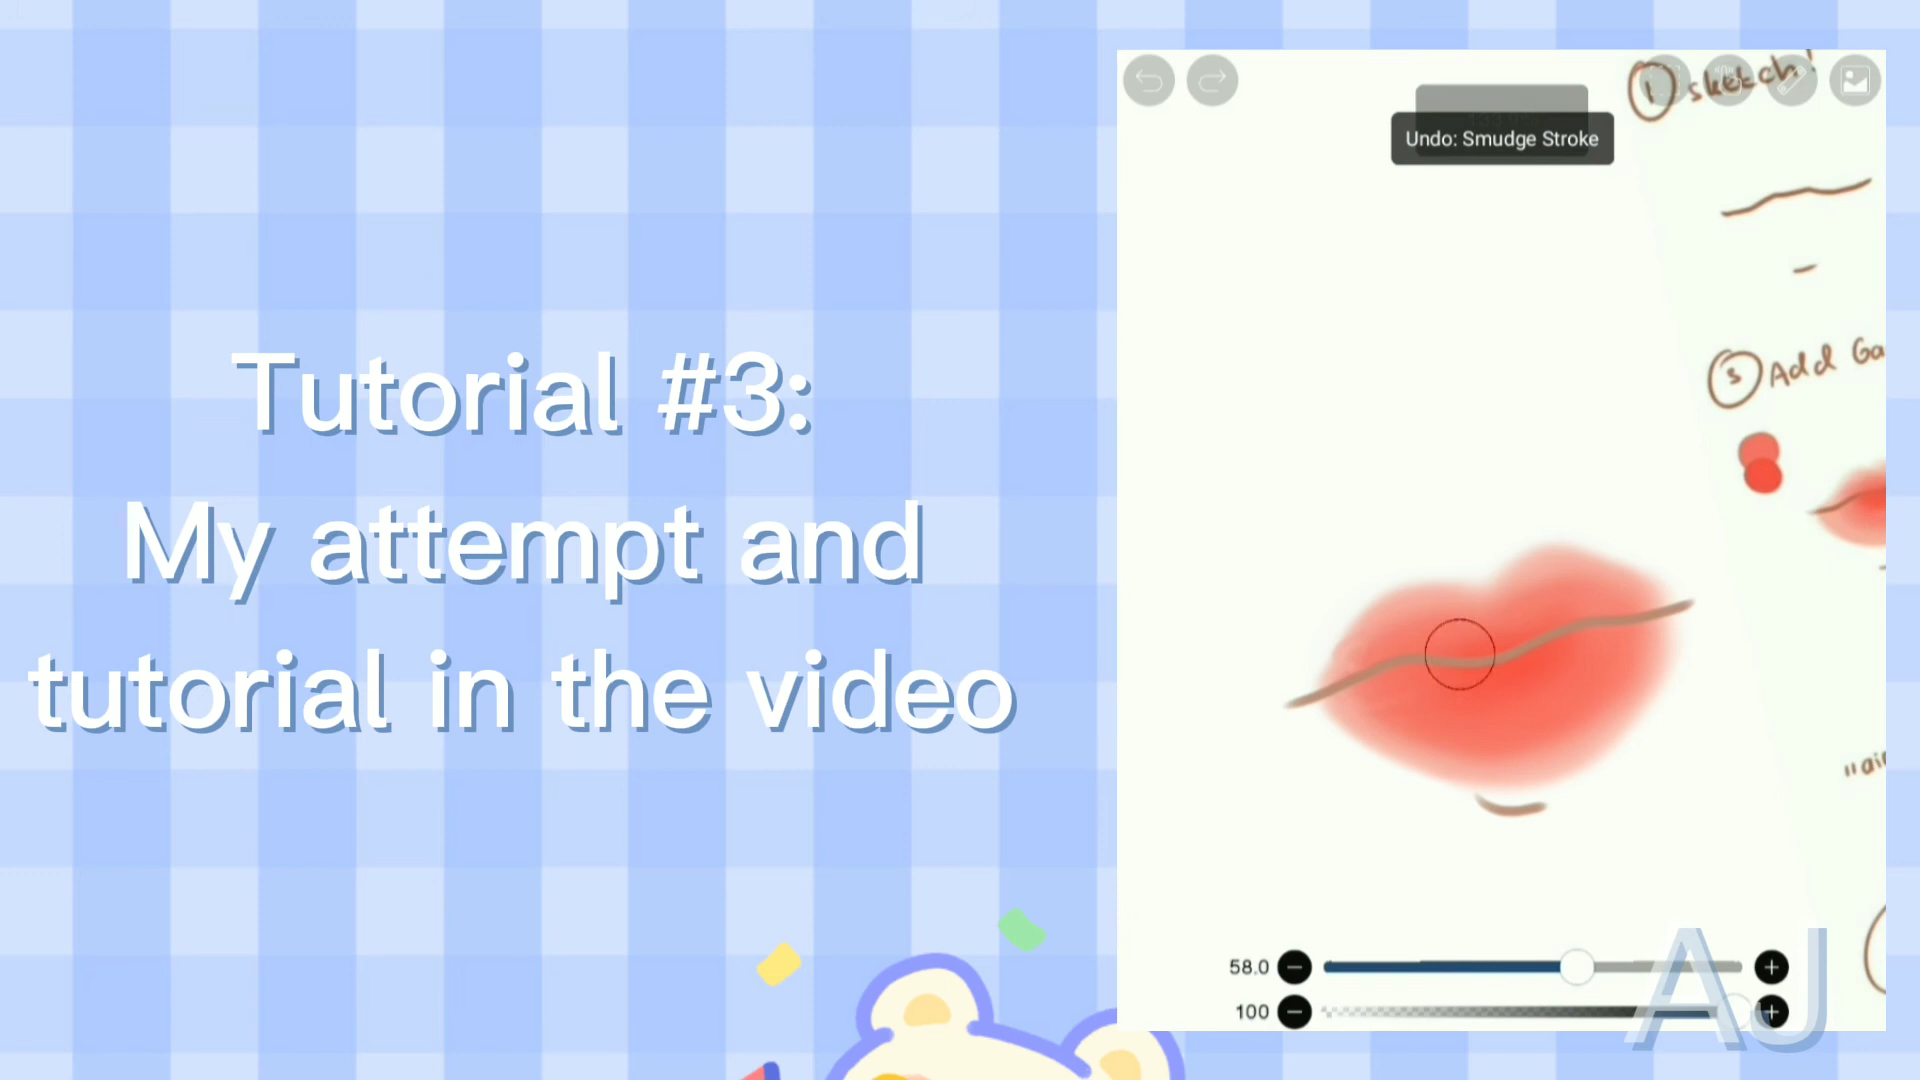 Tutorial #3:
My attempt and
tutorial in the video
1 sketch!
Undo: Smudge Stroke
3 Add Ga
"ai
58.0
100
AJ